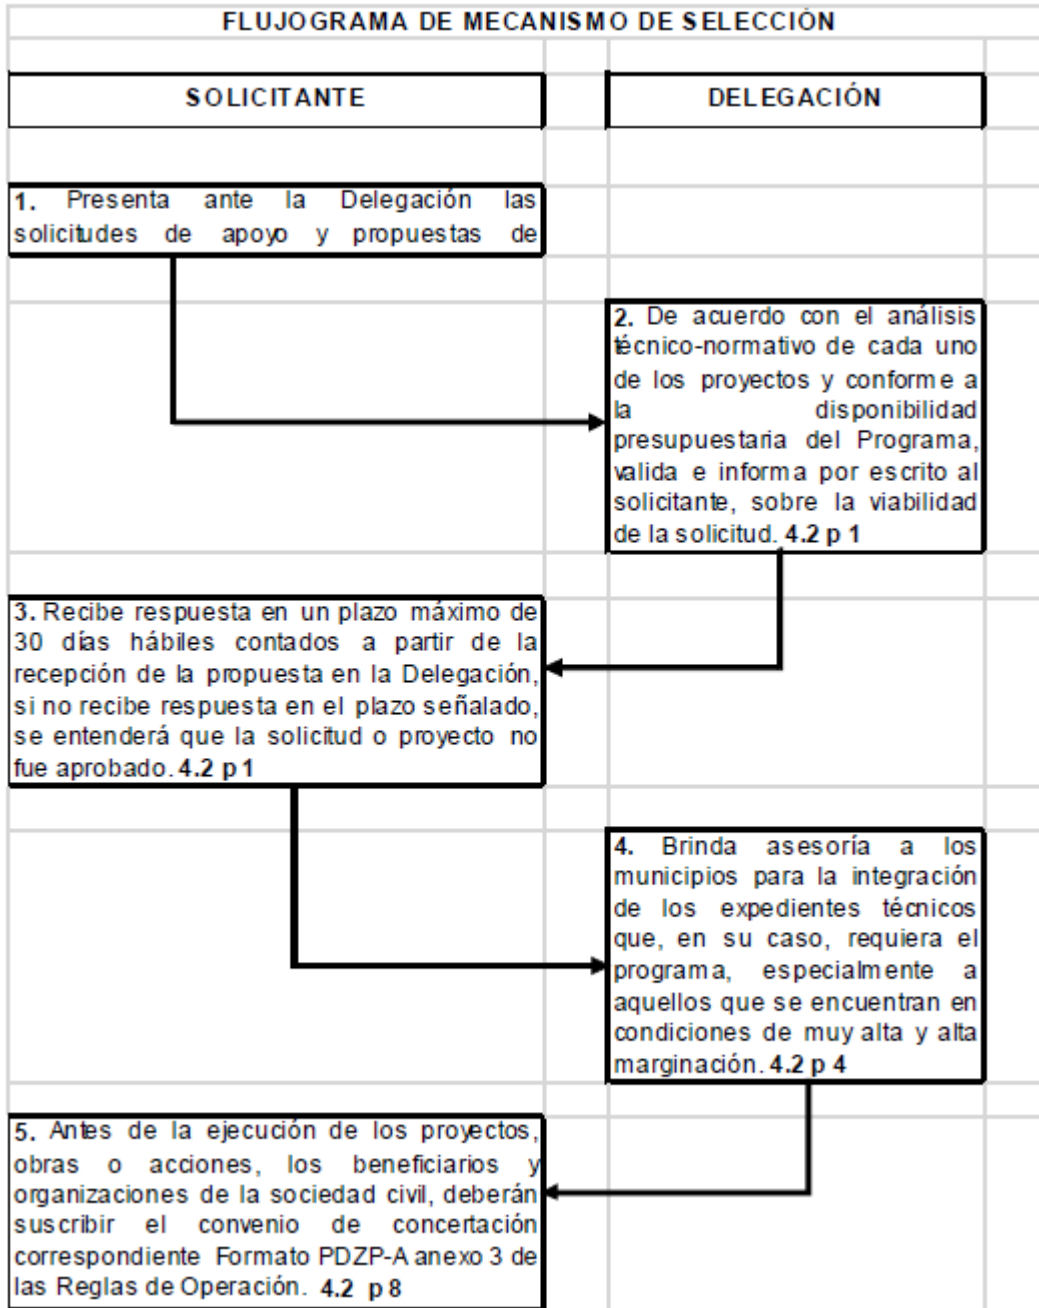 FLUJOGRAMA DE MECANISMO DE SELECCIÓN
SOLICITANTE
DELEGACIÓN
1. Presenta ante la Delegación las
solicitudes de apoyo y propuestas de
2. De acuerdo con el análisis
técnico-normativo de cada uno
de los proyectos y conforme a
la disponibilidad
presupuestaria del Programa,
valida e informa por escrito al
solicitante, sobre la viabilidad
de la solicitud. 4.2 p 1
3. Recibe respuesta en un plazo máximo de
30 días hábiles contados a partir de la
recepción de la propuesta en la Delegación,
si no recibe respuesta en el plazo señalado,
se entenderá que la solicitud o proyecto no
fue aprobado. 4.2 p 1
4. Brinda asesoría a los
municipios para la integración
de los expedientes técnicos
que, en su caso, requiera el
programa, especialmente a
aquellos que se encuentran en
condiciones de muy alta y alta
marginación. 4.2 p 4
5. Antes de la ejecución de los proyectos,
obras o acciones, los beneficiarios y
organizaciones de la sociedad civil, deberán
suscribir el convenio de concertación
correspondiente Formato PDZP-A anexo 3 de
las Reglas de Operación. 4.2 p 8